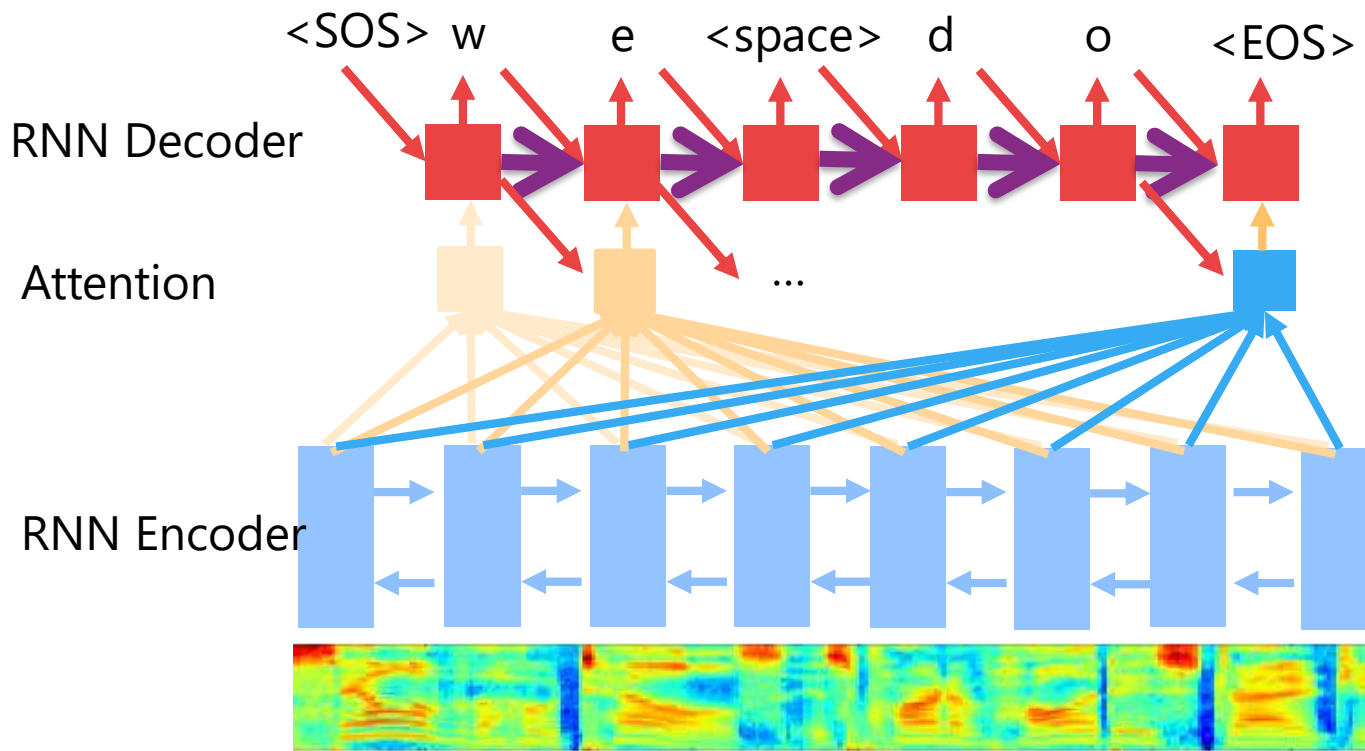 <SOS> w e <space> d o <EOS>
RNN Decoder
Attention
...
RNN Encoder